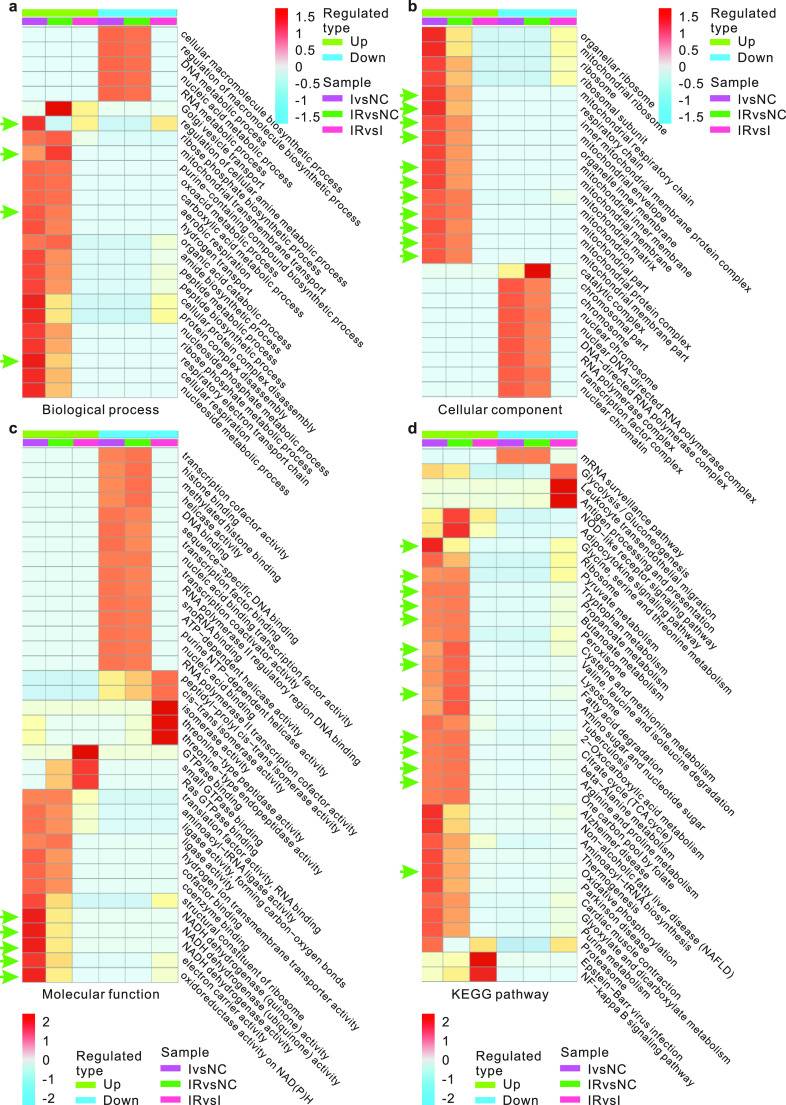 a
1.5
1
0.5
0
−0.5
−1
−1.5
Regulated
type
Up
Down
Sample
IvsNC
IRvsNC
IRvsI
cellular macromolecule biosynthetic process
regulation of macromolecule biosynthetic process
DNA metabolic process
nucleic acid metabolic process
RNA metabolic process
Golgi vesicle transport
regulation of cellular amine metabolic process
ribose phosphate biosynthetic process
mitochondrial transmembrane transport
purine−containing compound biosynthetic process
oxoacid metabolic process
carboxylic acid metabolic process
aerobic respiration
hydrogen transport
organic acid catabolic process
amide biosynthetic process
peptide metabolic process
peptide biosynthetic process
cellular protein complex disassembly
protein complex disassembly
nucleoside phosphate metabolic process
ribose phosphate metabolic process
respiratory electron transport chain
cellular respiration
nucleoside metabolic process
Biological process
b
1.5
1
0.5
0
−0.5
−1
−1.5
Regulated
type
Up
Down
Sample
IvsNC
IRvsNC
IRvsI
organellar ribosome
mitochondrial ribosome
ribosome
ribosomal subunit
mitochondrial respiratory chain
respiratory chain
inner mitochondrial membrane protein complex
mitochondrial envelope
organelle inner membrane
mitochondrial inner membrane
mitochondrial membrane
mitochondrial matrix
mitochondrion
mitochondrial part
mitochondrial protein complex
mitochondrial membrane part
catalytic complex
chromosomal part
chromosome
nuclear chromosome
nuclear DNA−directed RNA polymerase complex
DNA−directed RNA polymerase complex
RNA polymerase complex
transcription factor complex
nuclear chromatin
Cellular component
c
transcription cofactor activity
histone binding
methylated histone binding
helicase activity
DNA binding
sequence−specific DNA binding
transcription factor binding
nucleic acid binding transcription factor activity
transcription coactivator activity
RNA polymerase II regulatory region DNA binding
snoRNA binding
ATP−dependent helicase activity
purine NTP−dependent helicase activity
nucleic acid binding
RNA polymerase II transcription cofactor activity
peptidyl−prolyl cis−trans isomerase activity
cis−trans isomerase activity
isomerase activity
threonine−type peptidase activity
threonine−type endopeptidase activity
GTPase binding
small GTPase binding
Ras GTPase binding
translation factor activity, RNA binding
aminoacyl−tRNA ligase activity
ligase activity, forming carbon−oxygen bonds
hydrogen ion transmembrane transporter activity
cofactor binding
coenzyme binding
structural constituent of ribosome
NADH dehydrogenase (quinone) activity
NADH dehydrogenase (ubiquinone) activity
NADH dehydrogenase activity
electron carrier activity
oxidoreductase activity on NAD(P)H
Molecular function
2
1
0
−1
−2
Regulated
type
Up
Down
Sample
IvsNC
IRvsNC
IRvsI
d
mRNA surveillance pathway
Glycolysis / Gluconeogenesis
Leukocyte transendothelial migration
Antigen processing and presentation
NOD−like receptor signaling pathway
Adipocytokine signaling pathway
Glycine, serine and threonine metabolism
Ribosome
Pyruvate metabolism
Tryptophan metabolism
Propanoate metabolism
Butanoate metabolism
Peroxisome
Cysteine and methionine metabolism
Valine, leucine and isoleucine degradation
Lysosome
Fatty acid degradation
Amino sugar and nucleotide sugar
Tuberculosis
2−Oxocarboxylic acid metabolism
Citrate cycle (TCA cycle)
beta−Alanine metabolism
Arginine and proline metabolism
One carbon pool by folate
Alzheimer disease
Non−alcoholic fatty liver disease (NAFLD)
Aminoacyl−tRNA biosynthesis
Thermogenesis
Oxidative phosphorylation
Parkinson disease
Cardiac muscle contraction
Glyoxylate and dicarboxylate metabolism
Purine metabolism
Proteasome
Epstein−Barr virus infection
NF−kappa B signaling pathway
KEGG pathway
2
1
0
−1
−2
Regulated
type
Up
Down
Sample
IvsNC
IRvsNC
IRvsI